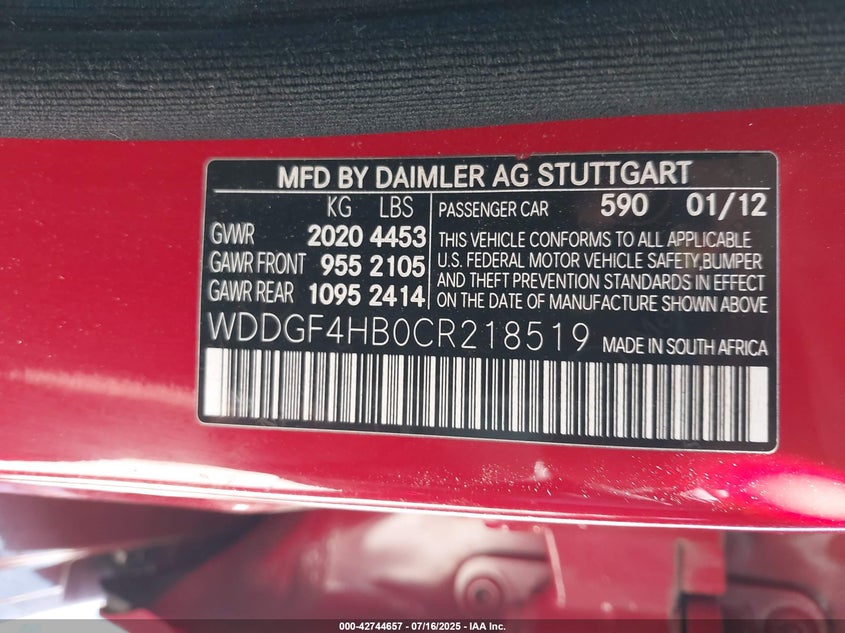 MFD BY DAIMLER AG STUTTGART
KG LBS
GVWR 2020 4453
GAWR FRONT 955 2105
GAWR REAR 1095 2414
PASSENGER CAR 590 01/12
THIS VEHICLE CONFORMS TO ALL APPLICABLE
U.S. FEDERAL MOTOR VEHICLE SAFETY,BUMPER
AND THEFT PREVENTION STANDARDS IN EFFECT
ON THE DATE OF MANUFACTURE SHOWN ABOVE
WDDGF4HB0CR218519 MADE IN SOUTH AFRICA
000-42744657 - 07/16/2025 - IAA Inc.